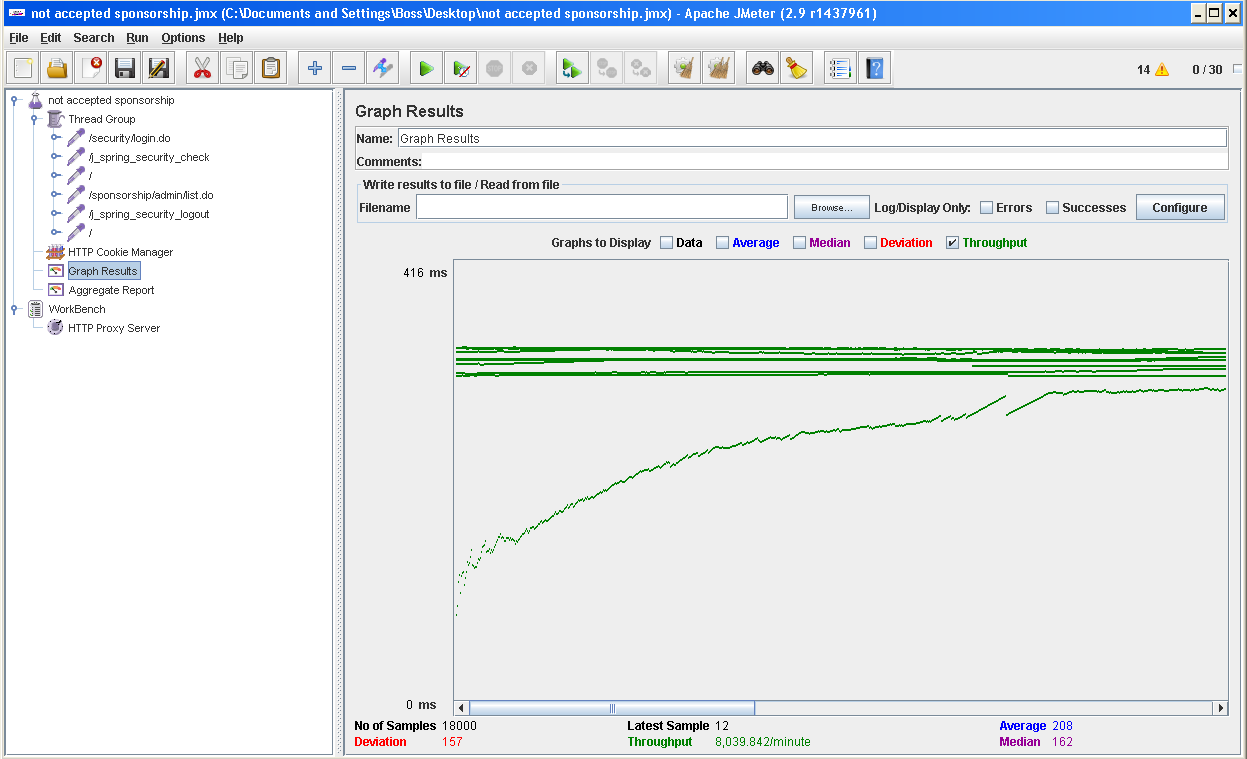 not accepted sponsorship.jmx (C:\Documents and Settings\Boss\Desktop\not accepted sponsorship.jmx) - Apache JMeter (2.9 r1437961)
File Edit Search Run Options Help
14 0 / 30
not accepted sponsorship
Thread Group
/security/login.do
/j_spring_security_check
/
/sponsorship/admin/list.do
/j_spring_security_logout
/
HTTP Cookie Manager
Graph Results
Aggregate Report
WorkBench
HTTP Proxy Server
Graph Results
Name: Graph Results
Comments:
Write results to file / Read from file
Filename Browse... Log/Display Only: Errors Successes Configure
Graphs to Display Data Average Median Deviation Throughput
416 ms
0 ms
No of Samples 18000 Latest Sample 12 Average 208
Deviation 157 Throughput 8,039.842/minute Median 162